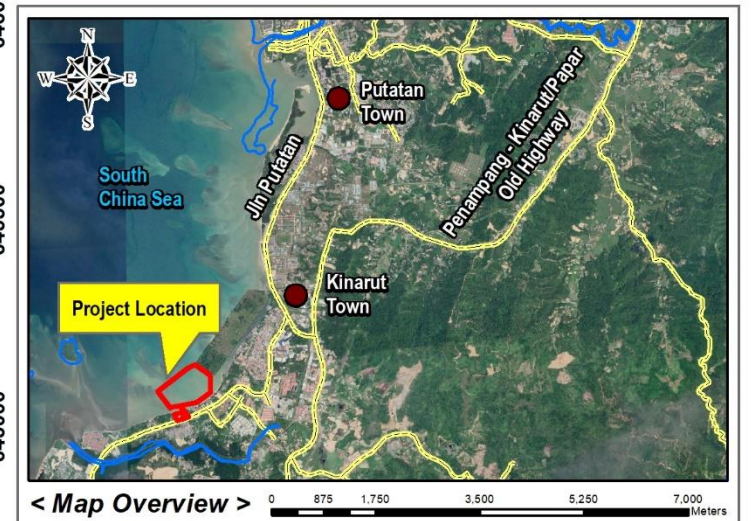 N
W
E
S
Putatan
Town
Penampang - Kinarut/Papar
Old Highway
Jln Putatan
South
China Sea
Kinarut
Town
Project Location
< Map Overview >
0 875 1,750 3,500 5,250 7,000
Meters